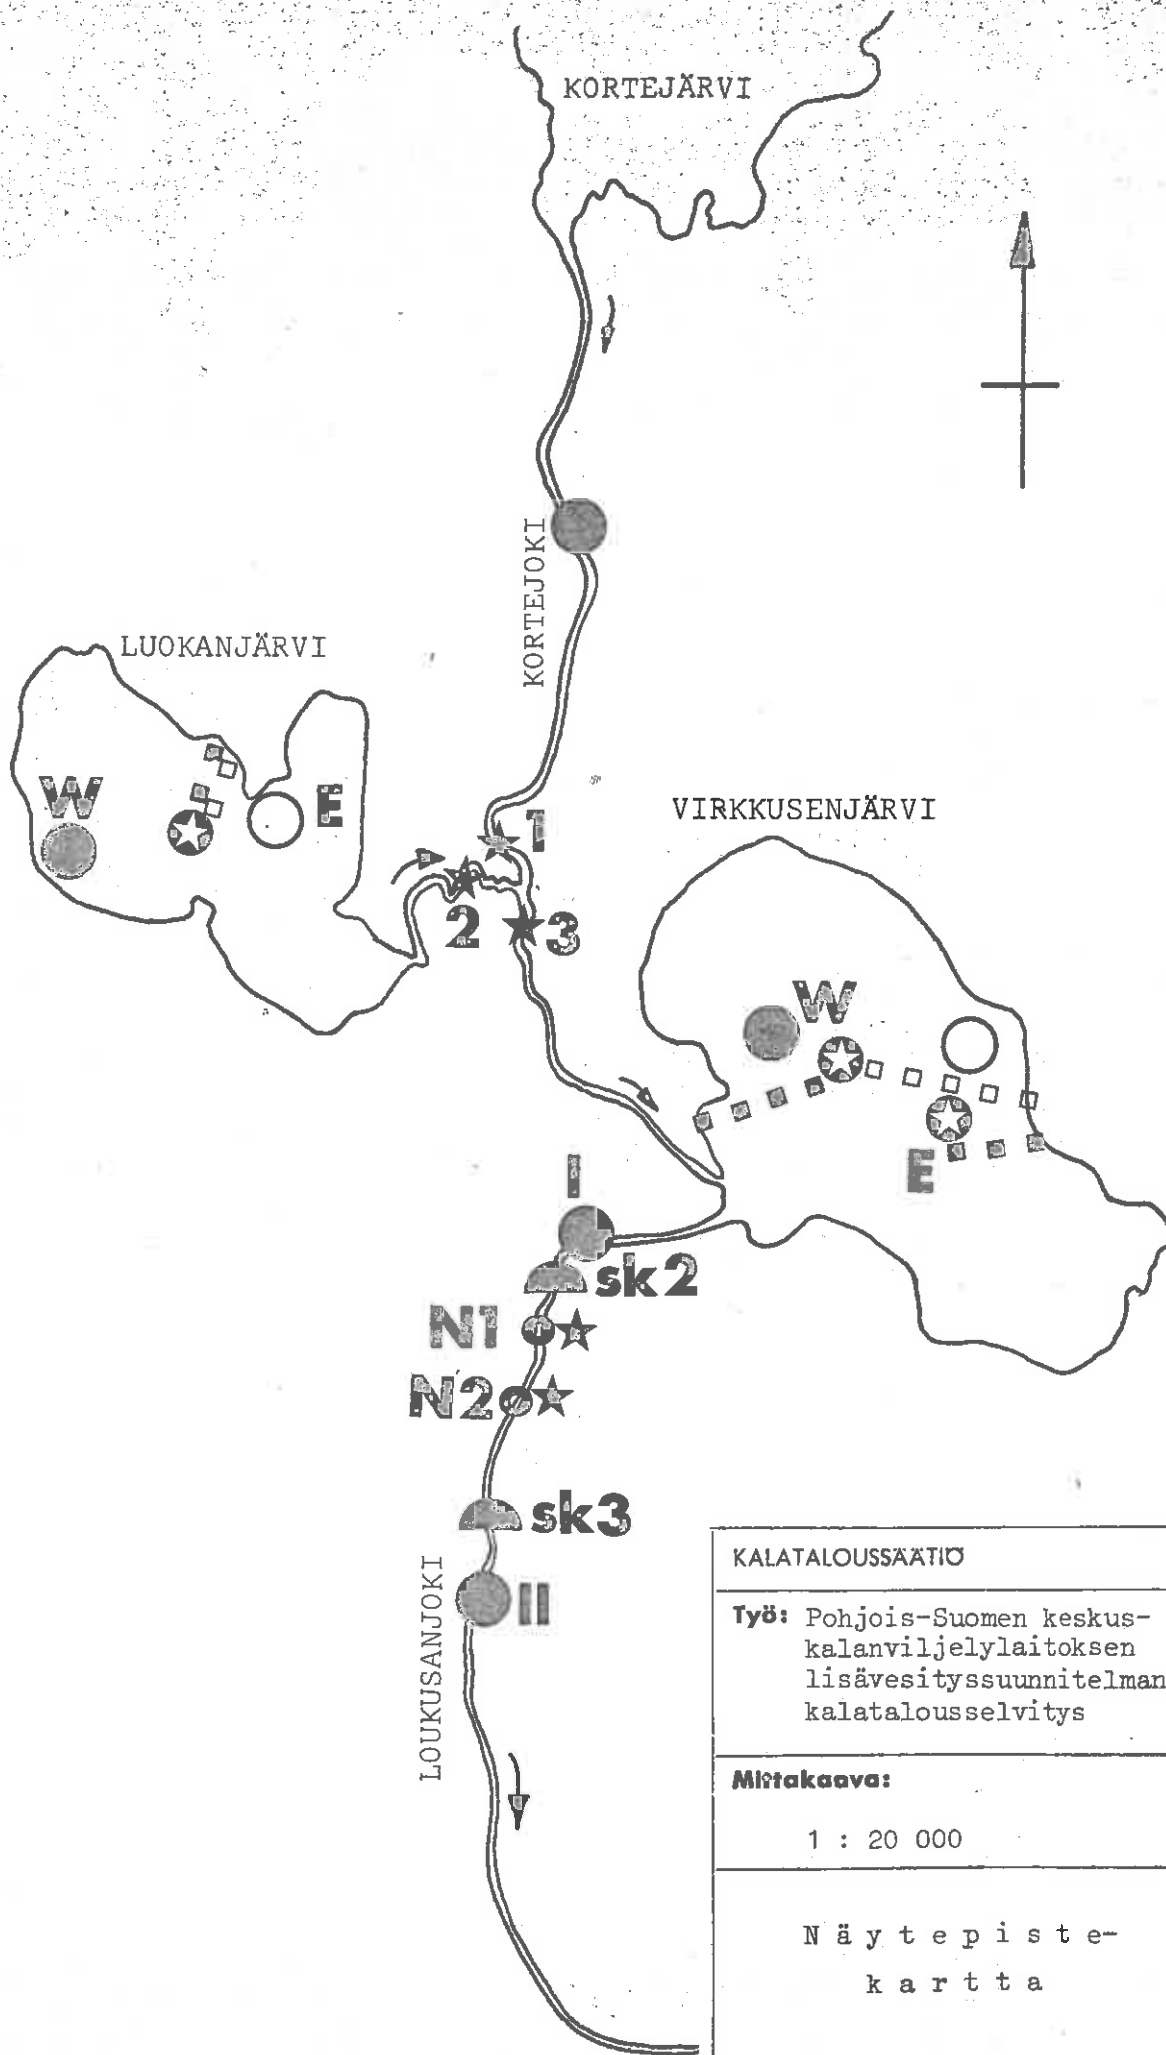 KORTEJÄRVI
KORTEJOKI
LUOKANJÄRVI
W
E
1
VIRKKUSENJÄRVI
2
3
W
E
I
sk2
N1
N2
sk3
II
LOUKUSANJOKI
KALATALOUSSÄÄTIÖ
Työ: Pohjois-Suomen keskus-
kalanviljelylaitoksen
lisävesityssuunnitelman
kalatalousselvitys
Mittakaava:
1 : 20 000
Näytepiste-
kartta